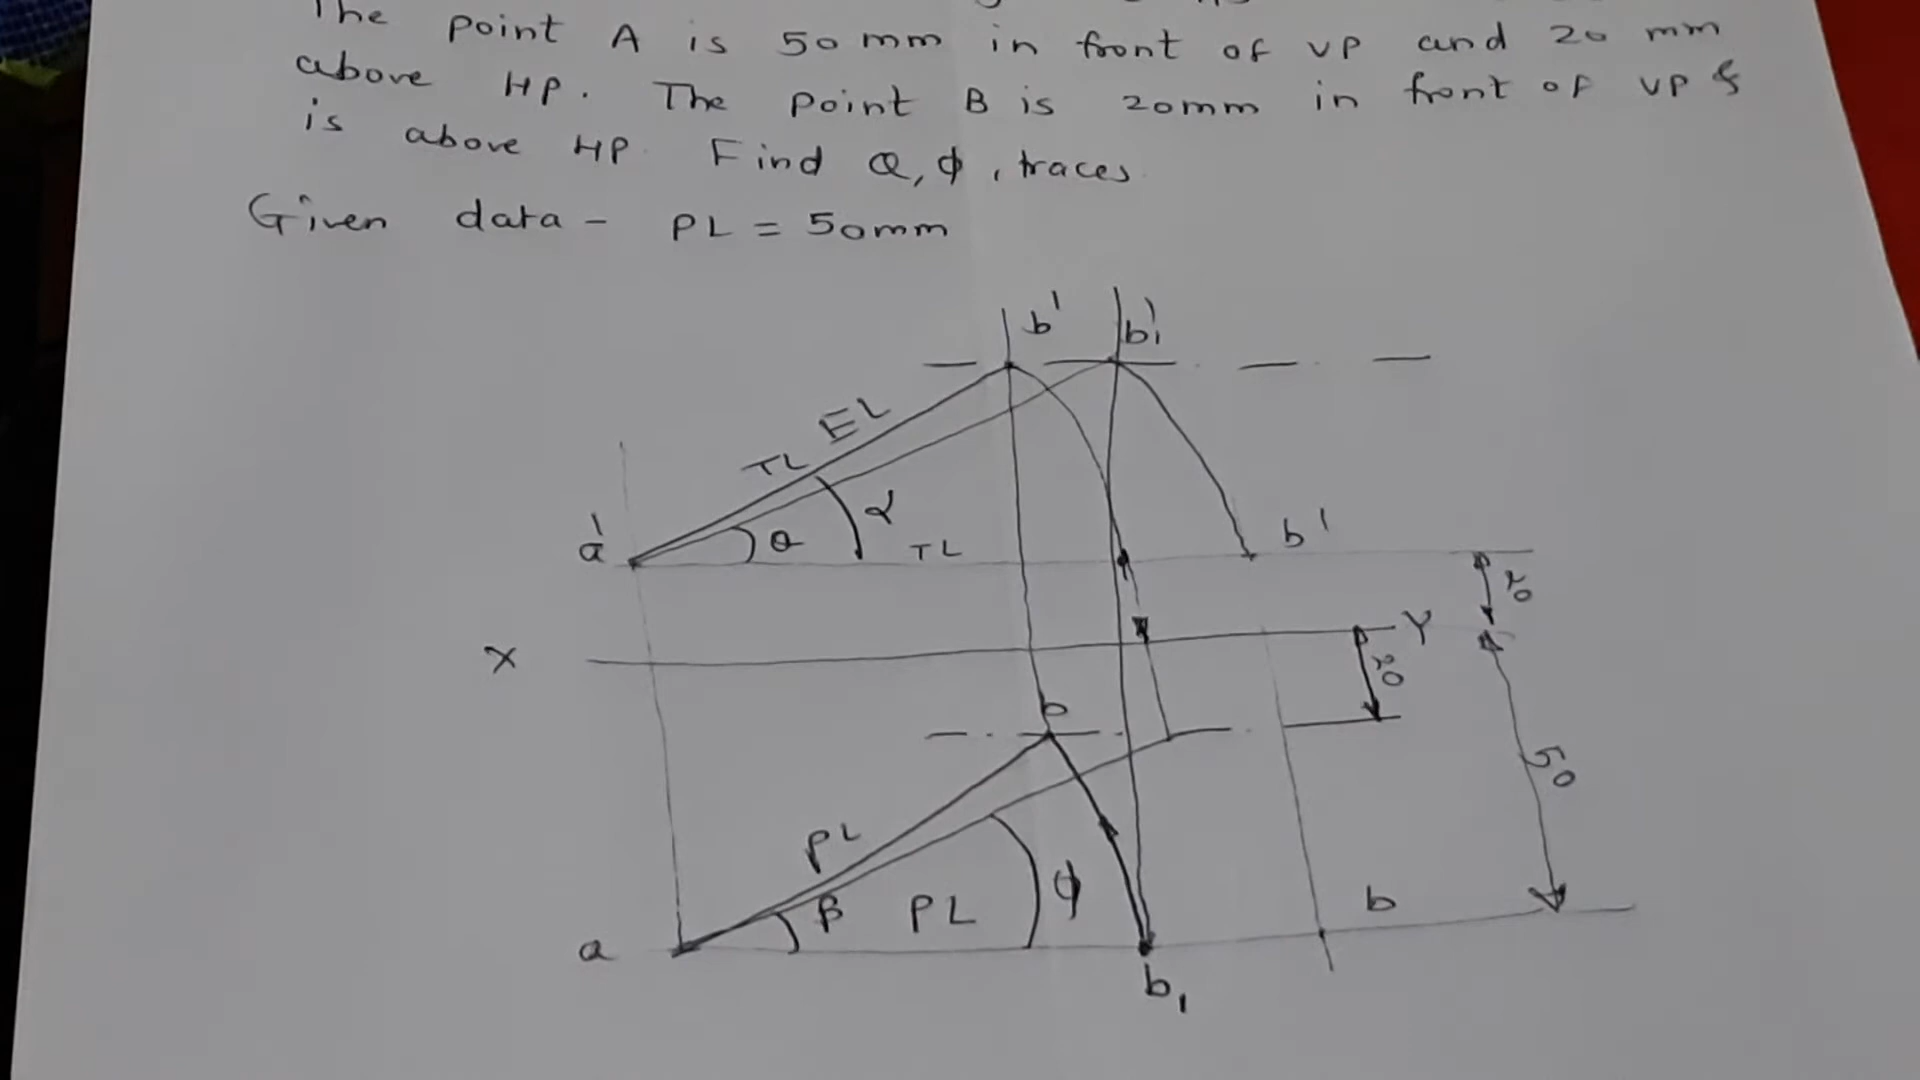 The point A is 50 mm in front of VP and 20 mm
above HP. The point B is 20mm in front of VP &
is above HP. Find θ, ϕ, traces
Given data - PL = 50mm
b'
b₁'
EL
TL
α
a'
θ
TL
b'
20
X
Y
20
b
50
PL
β
PL
ϕ
b
a
b₁